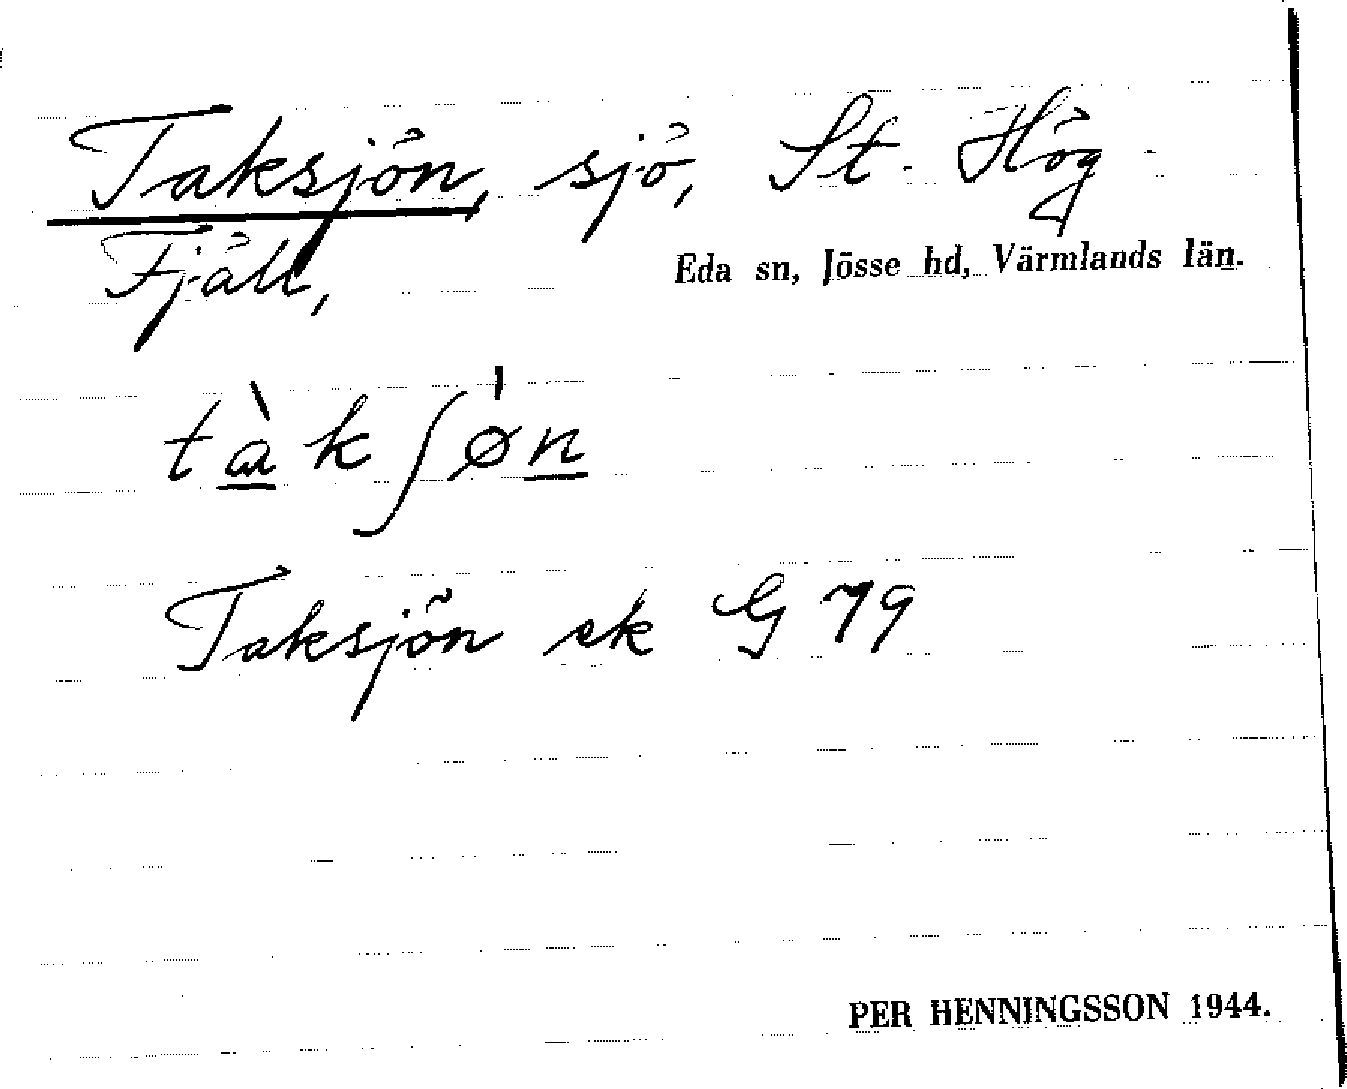 Taksjön, sjö, St. Hög-
Fjäll,
Eda sn, Jösse hd, Värmlands län.
tàkʃøn
Taksjön ek G 79
PER HENNINGSSON 1944.